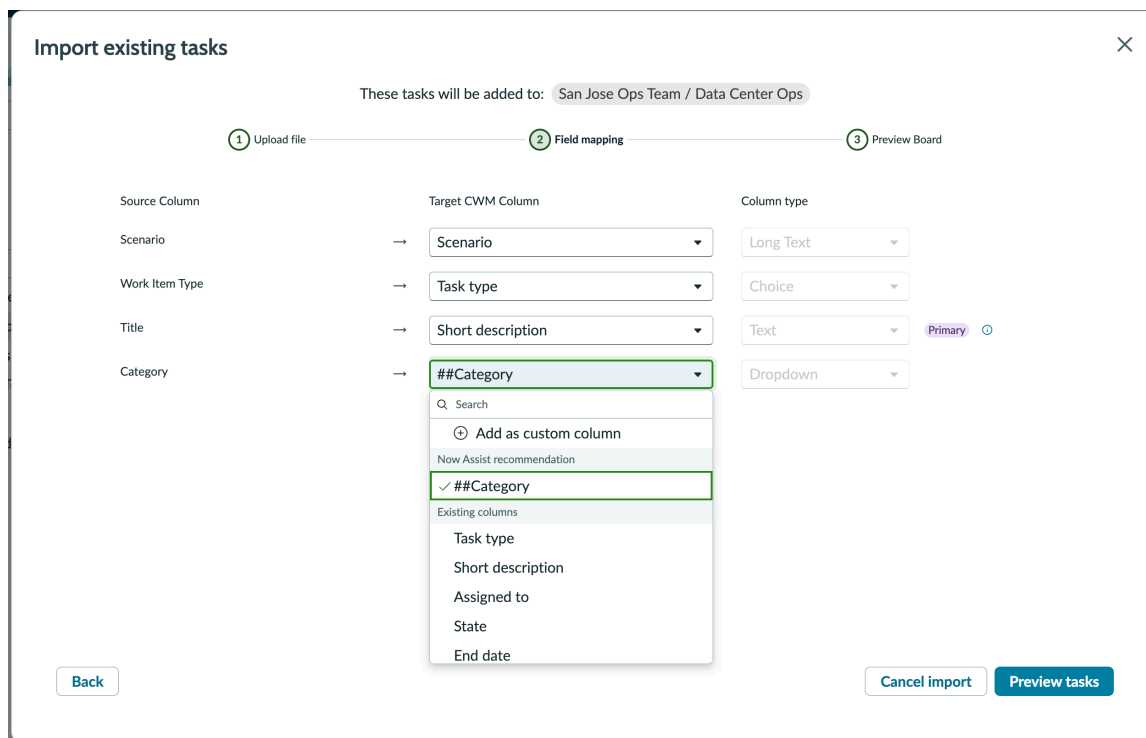 Import existing tasks
These tasks will be added to: San Jose Ops Team / Data Center Ops
1 Upload file 2 Field mapping 3 Preview Board
Source Column Target CWM Column Column type
Scenario → Scenario Long Text
Work Item Type → Task type Choice
Title → Short description Text Primary
Category → ##Category Dropdown
Search
Add as custom column
Now Assist recommendation
##Category
Existing columns
Task type
Short description
Assigned to
State
End date
Back Cancel import Preview tasks